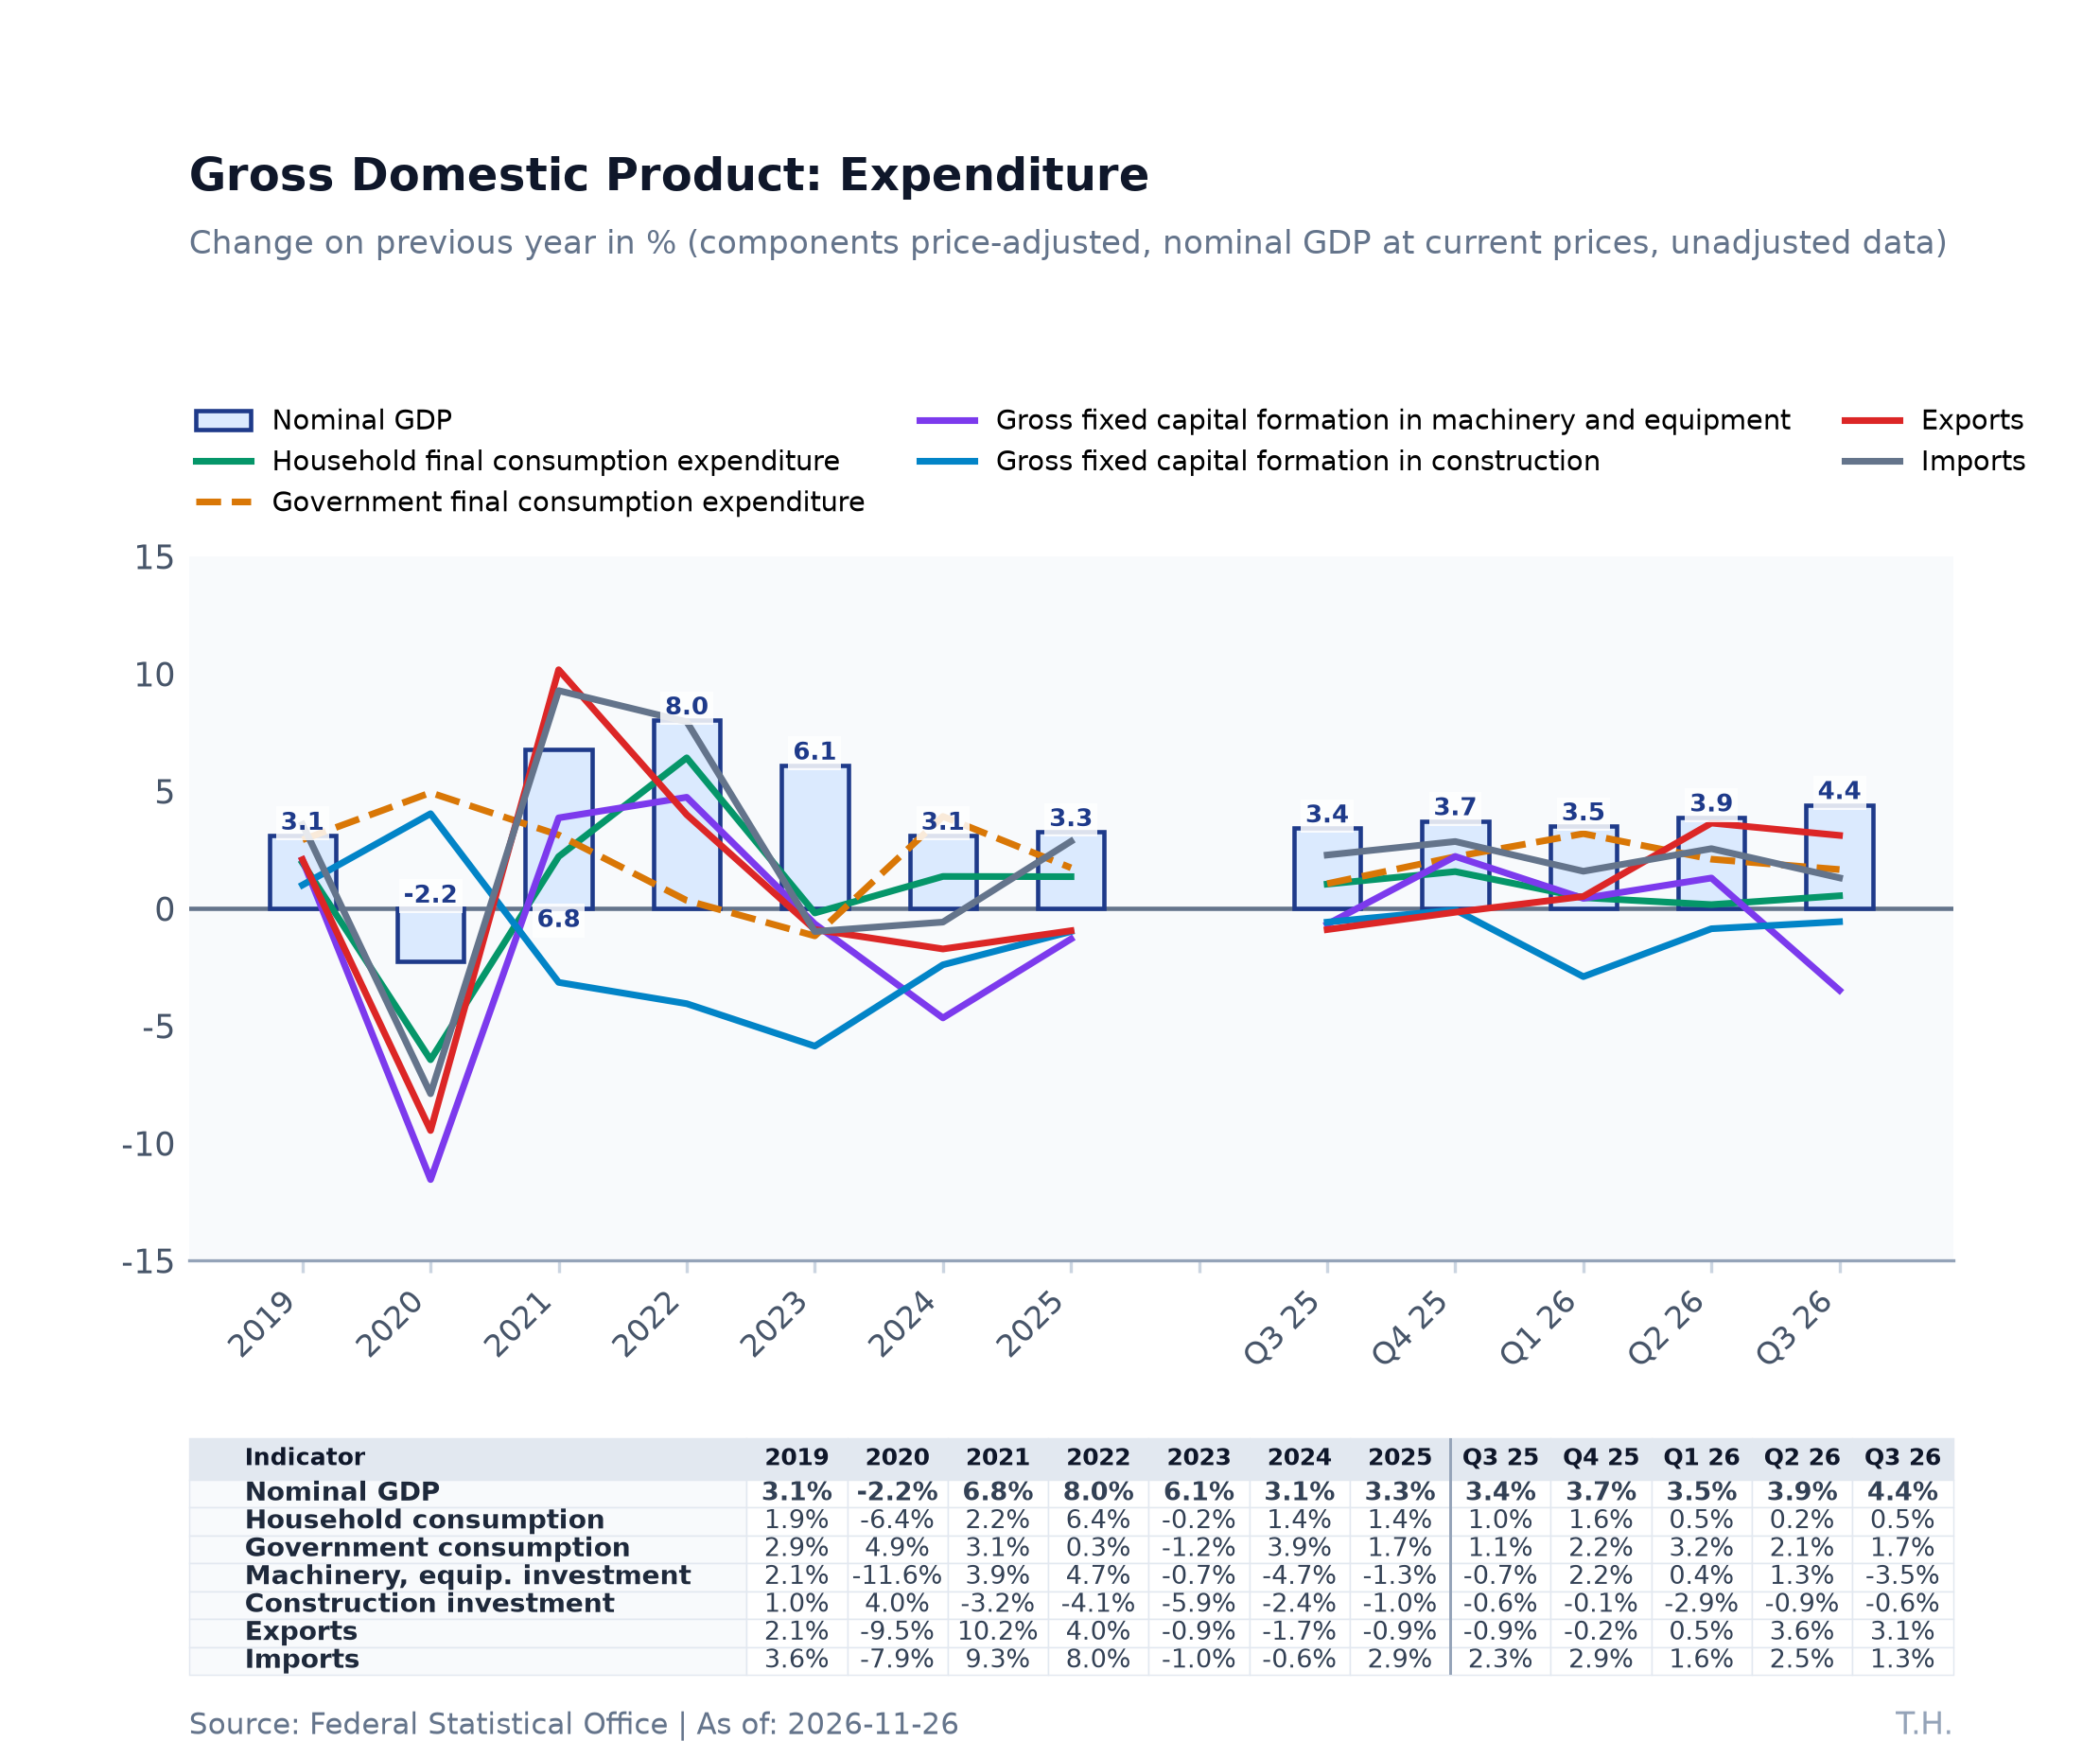 Gross Domestic Product: Expenditure
Change on previous year in % (components price-adjusted, nominal GDP at current prices, unadjusted data)
Nominal GDP
Household final consumption expenditure
Government final consumption expenditure
Gross fixed capital formation in machinery and equipment
Gross fixed capital formation in construction
Exports
Imports
15
10
5
0
-5
-10
-15
3.1
-2.2
6.8
8.0
6.1
3.1
3.3
3.4
3.7
3.5
3.9
4.4
2019 2020 2021 2022 2023 2024 2025 Q3 25 Q4 25 Q1 26 Q2 26 Q3 26
Indicator 2019 2020 2021 2022 2023 2024 2025 Q3 25 Q4 25 Q1 26 Q2 26 Q3 26
Nominal GDP 3.1% -2.2% 6.8% 8.0% 6.1% 3.1% 3.3% 3.4% 3.7% 3.5% 3.9% 4.4%
Household consumption 1.9% -6.4% 2.2% 6.4% -0.2% 1.4% 1.4% 1.0% 1.6% 0.5% 0.2% 0.5%
Government consumption 2.9% 4.9% 3.1% 0.3% -1.2% 3.9% 1.7% 1.1% 2.2% 3.2% 2.1% 1.7%
Machinery, equip. investment 2.1% -11.6% 3.9% 4.7% -0.7% -4.7% -1.3% -0.7% 2.2% 0.4% 1.3% -3.5%
Construction investment 1.0% 4.0% -3.2% -4.1% -5.9% -2.4% -1.0% -0.6% -0.1% -2.9% -0.9% -0.6%
Exports 2.1% -9.5% 10.2% 4.0% -0.9% -1.7% -0.9% -0.9% -0.2% 0.5% 3.6% 3.1%
Imports 3.6% -7.9% 9.3% 8.0% -1.0% -0.6% 2.9% 2.3% 2.9% 1.6% 2.5% 1.3%
Source: Federal Statistical Office | As of: 2026-11-26
T.H.